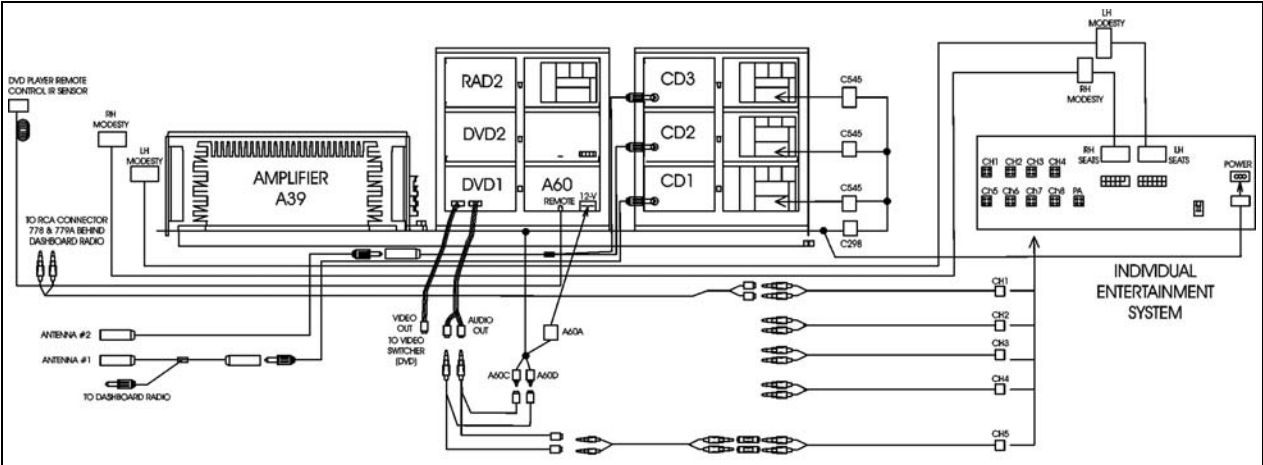 DVD PLAYER REMOTE
CONTROL IR SENSOR
RH
MODESTY
LH
MODESTY
AMPLIFIER
A39
TO RCA CONNECTOR
778 & 779A BEHIND
DASHBOARD RADIO
ANTENNA #2
ANTENNA #1
TO DASHBOARD RADIO
RAD2
DVD2
DVD1
A60
REMOTE
12-V
CD3
CD2
CD1
C545
C545
C545
C298
VIDEO
OUT
TO VIDEO
SWITCHER
(DVD)
AUDIO
OUT
A60A
A60C
A60D
LH
MODESTY
RH
MODESTY
RH
SEATS
LH
SEATS
POWER
CH1 CH2 CH3 CH4
Ch5 Ch6 Ch7 Ch8 PA
INDIVIDUAL
ENTERTAINMENT
SYSTEM
CH1
CH2
CH3
CH4
CH5